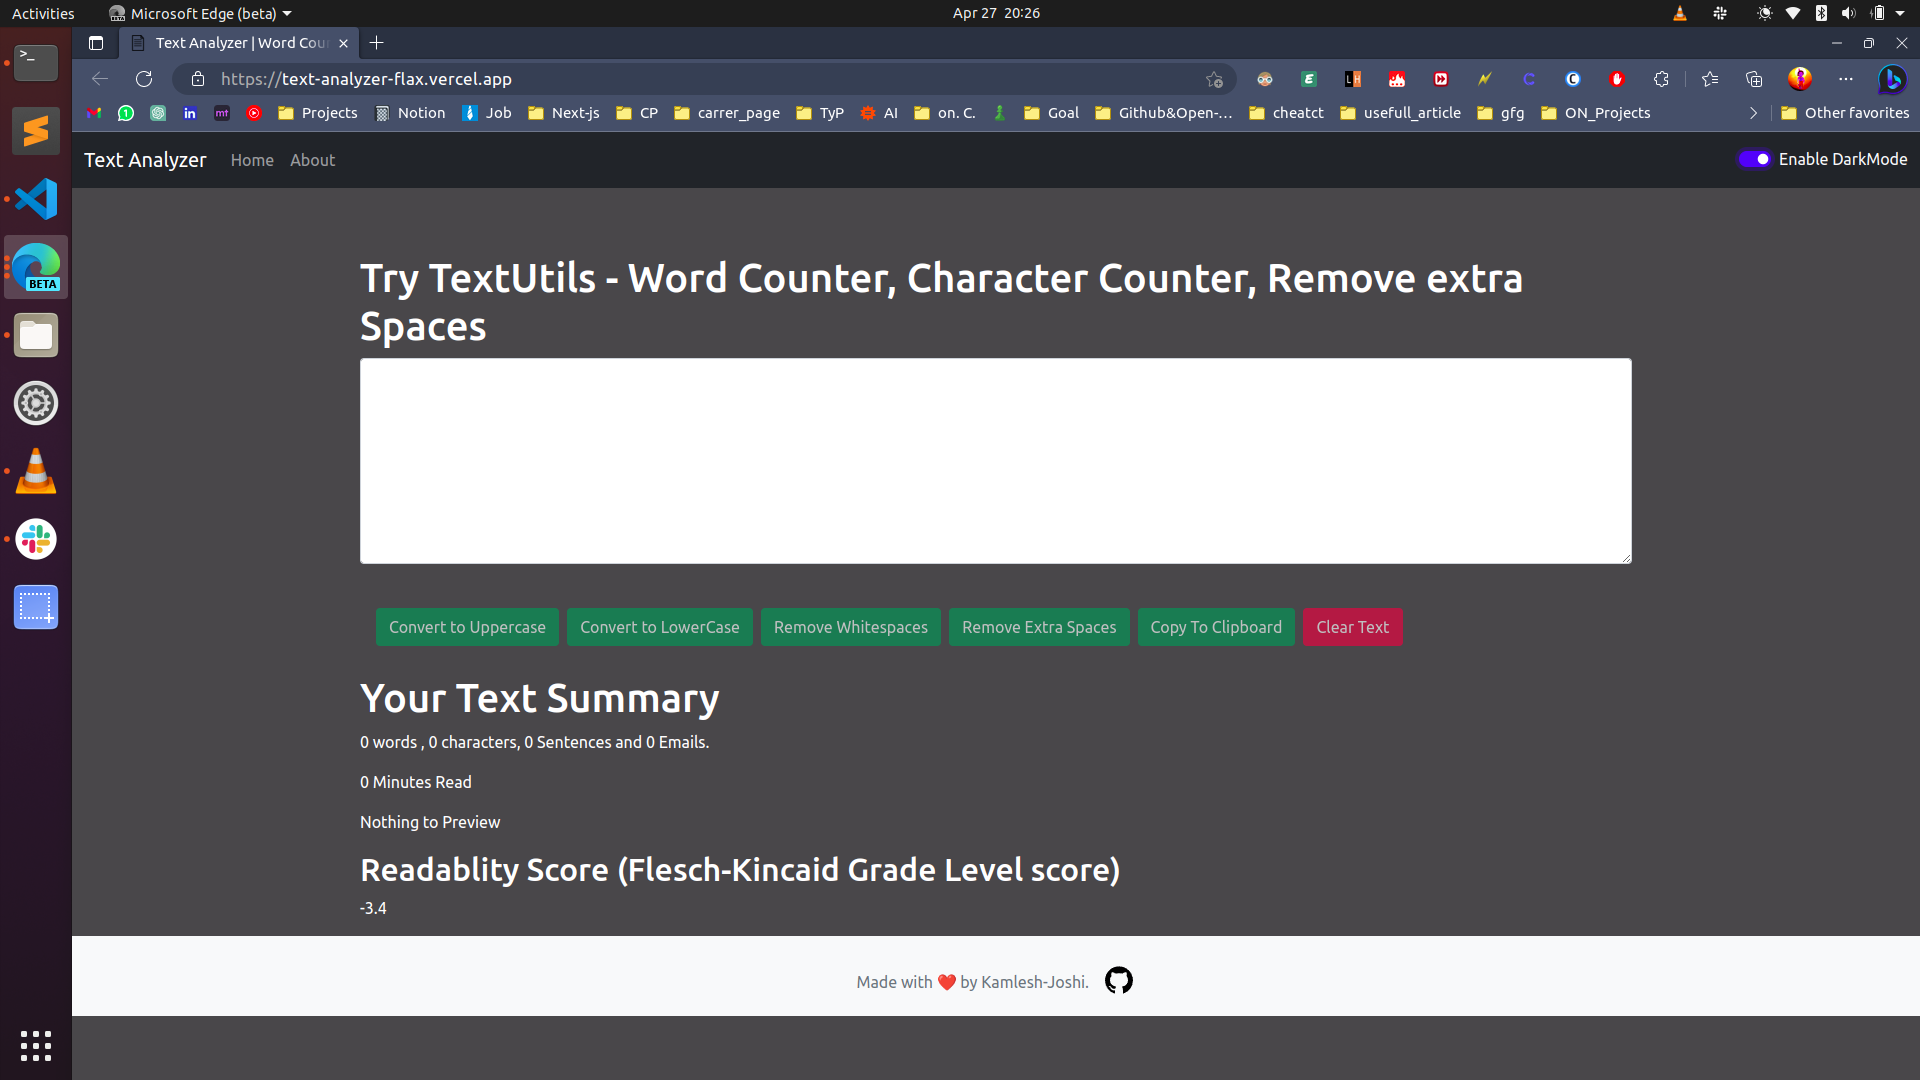 Activities
Microsoft Edge (beta)
Apr 27 20:26
Text Analyzer | Word Cou
https://text-analyzer-flax.vercel.app
Projects
Notion
Job
Next-js
CP
carrer_page
TyP
AI
on. C.
Goal
Github&Open-...
cheatct
usefull_article
gfg
ON_Projects
Other favorites
Text Analyzer
Home
About
Enable DarkMode
BETA
Try TextUtils - Word Counter, Character Counter, Remove extra
Spaces
Convert to Uppercase
Convert to LowerCase
Remove Whitespaces
Remove Extra Spaces
Copy To Clipboard
Clear Text
Your Text Summary
0 words , 0 characters, 0 Sentences and 0 Emails.
0 Minutes Read
Nothing to Preview
Readablity Score (Flesch-Kincaid Grade Level score)
-3.4
Made with ❤️ by Kamlesh-Joshi.